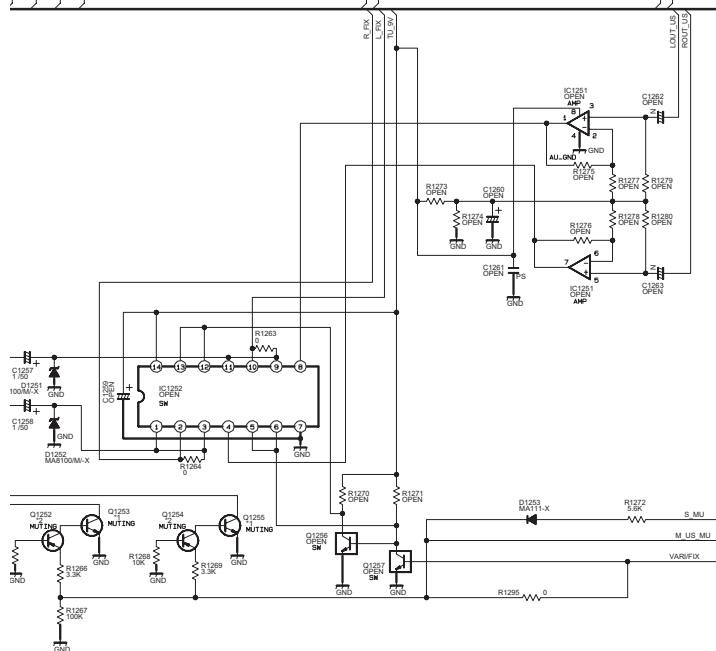 R_FIX
L_FIX
TU_9V
LOUT_US
ROUT_US
IC1251
OPEN
AMP
8
3
1
+
-
4
2
GND
AU_GND
C1262
OPEN
N
R1275
OPEN
R1277
OPEN
R1279
OPEN
R1273
OPEN
C1260
OPEN
+
R1274
OPEN
GND
GND
R1278
OPEN
R1280
OPEN
R1276
OPEN
7
6
-
+
5
IC1251
OPEN
AMP
N
C1263
OPEN
C1261
OPEN
PS
GND
R1263
0
C1257
1 /50
+
D1251
100/M/-X
GND
C1258
1 /50
+
GND
D1252
MA8100/M/-X
C1269
OPEN
+
14
13
12
11
10
9
8
IC1252
OPEN
SW
1
2
3
4
5
6
7
GND
R1264
0
R1270
OPEN
R1271
OPEN
Q1252
*2
MUTING
Q1253
*1
MUTING
Q1254
*2
MUTING
Q1255
*1
MUTING
Q1256
OPEN
SW
Q1257
OPEN
SW
D1253
MA111-X
R1272
5.6K
S_MU
M_US_MU
VARI/FIX
GND
R1266
3.3K
GND
R1268
10K
GND
R1269
3.3K
GND
GND
GND
R1267
100K
GND
R1295
0